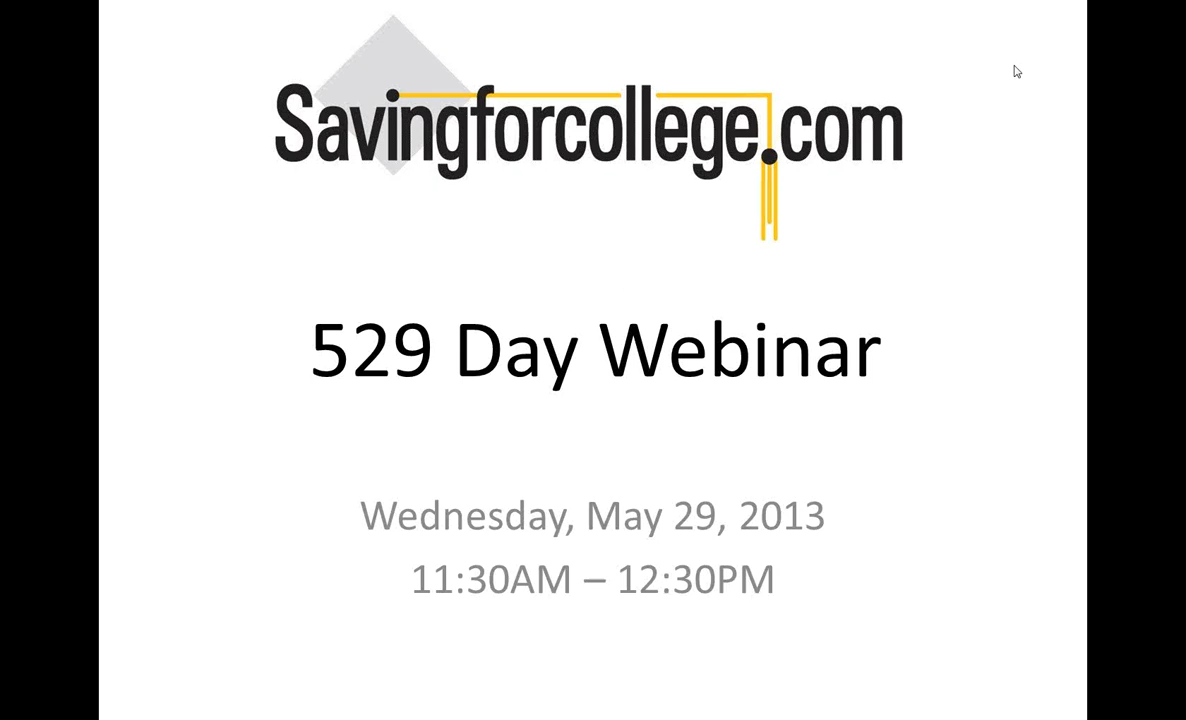 Savingforcollege.com
529 Day Webinar
Wednesday, May 29, 2013
11:30AM – 12:30PM